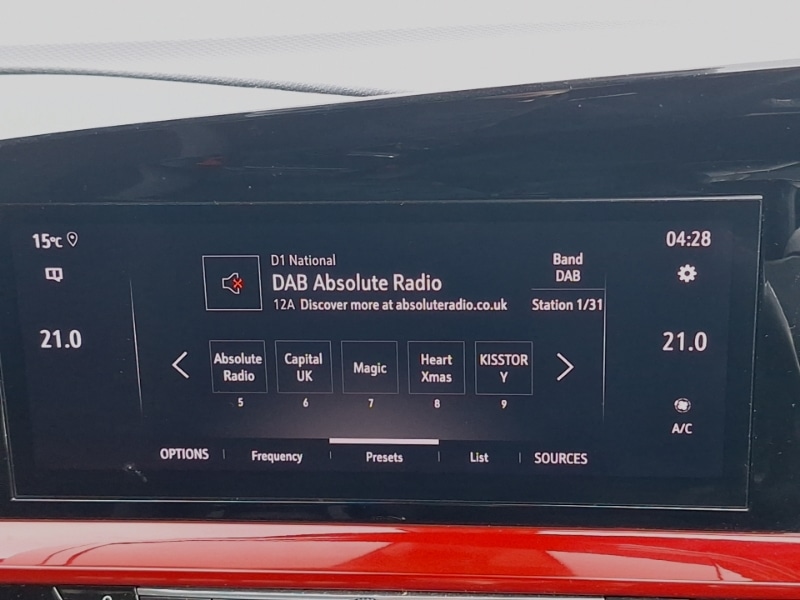 15°C
04:28
D1 National
DAB Absolute Radio
12A Discover more at absoluteradio.co.uk
Band
DAB
Station 1/31
21.0
21.0
Absolute
Radio
5
Capital
UK
6
Magic
7
Heart
Xmas
8
KISSTOR
Y
9
A/C
OPTIONS
Frequency
Presets
List
SOURCES